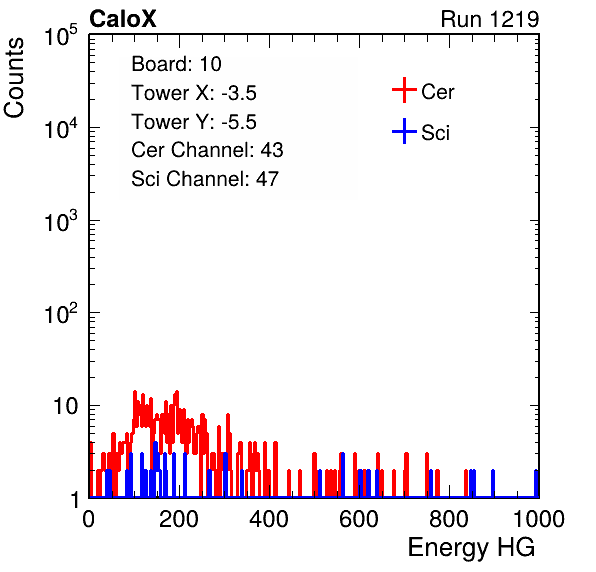 CaloX Run 1219
Counts
10^5
10^4
10^3
10^2
10
1
Board: 10
Tower X: -3.5
Tower Y: -5.5
Cer Channel: 43
Sci Channel: 47
Cer
Sci
0 200 400 600 800 1000
Energy HG